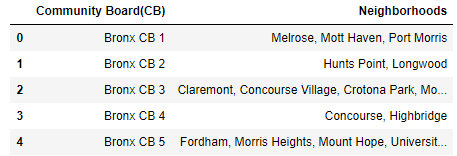 Community Board(CB) Neighborhoods
0 Bronx CB 1 Melrose, Mott Haven, Port Morris
1 Bronx CB 2 Hunts Point, Longwood
2 Bronx CB 3 Claremont, Concourse Village, Crotona Park, Mo...
3 Bronx CB 4 Concourse, Highbridge
4 Bronx CB 5 Fordham, Morris Heights, Mount Hope, Universit...